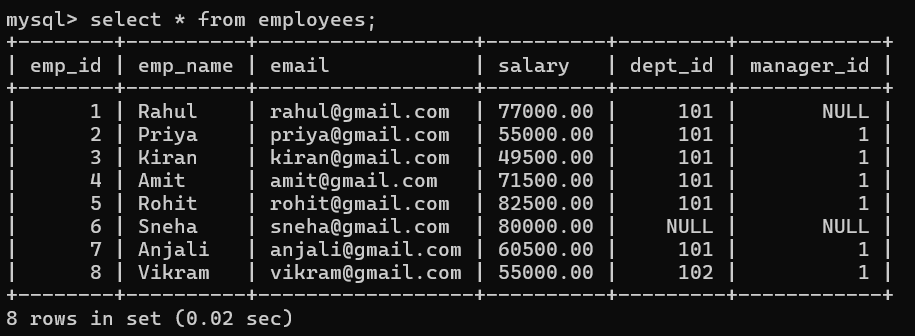 mysql> select * from employees;
+--------+----------+------------------+----------+---------+------------+
| emp_id | emp_name | email            | salary   | dept_id | manager_id |
+--------+----------+------------------+----------+---------+------------+
|      1 | Rahul    | rahul@gmail.com  | 77000.00 |     101 |       NULL |
|      2 | Priya    | priya@gmail.com  | 55000.00 |     101 |          1 |
|      3 | Kiran    | kiran@gmail.com  | 49500.00 |     101 |          1 |
|      4 | Amit     | amit@gmail.com   | 71500.00 |     101 |          1 |
|      5 | Rohit    | rohit@gmail.com  | 82500.00 |     101 |          1 |
|      6 | Sneha    | sneha@gmail.com  | 80000.00 |    NULL |       NULL |
|      7 | Anjali   | anjali@gmail.com | 60500.00 |     101 |          1 |
|      8 | Vikram   | vikram@gmail.com | 55000.00 |     102 |          1 |
+--------+----------+------------------+----------+---------+------------+
8 rows in set (0.02 sec)